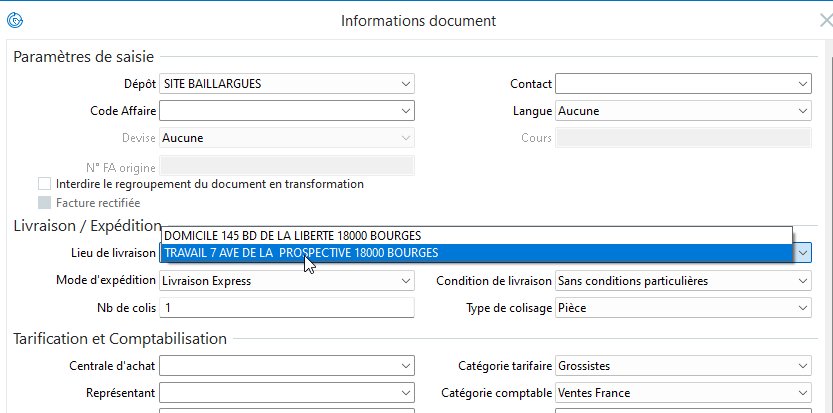 Informations document
Paramètres de saisie
Dépôt SITE BAILLARGUES Contact
Code Affaire Langue Aucune
Devise Aucune Cours
N° FA origine
Interdire le regroupement du document en transformation
Facture rectifiée
Livraison / Expédition
DOMICILE 145 BD DE LA LIBERTE 18000 BOURGES
Lieu de livraison TRAVAIL 7 AVE DE LA  PROSPECTIVE 18000 BOURGES
Mode d'expédition Livraison Express Condition de livraison Sans conditions particulières
Nb de colis 1 Type de colisage Pièce
Tarification et Comptabilisation
Centrale d'achat Catégorie tarifaire Grossistes
Représentant Catégorie comptable Ventes France